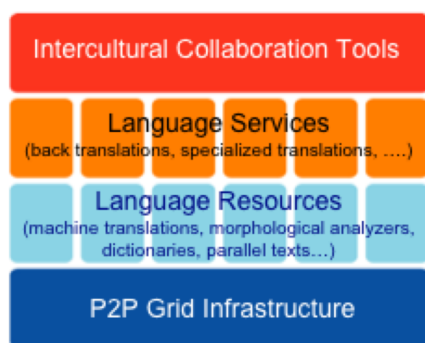 Intercultural Collaboration Tools
Language Services
(back translations, specialized translations, ....)
Language Resources
(machine translations, morphological analyzers,
dictionaries, parallel texts...)
P2P Grid Infrastructure